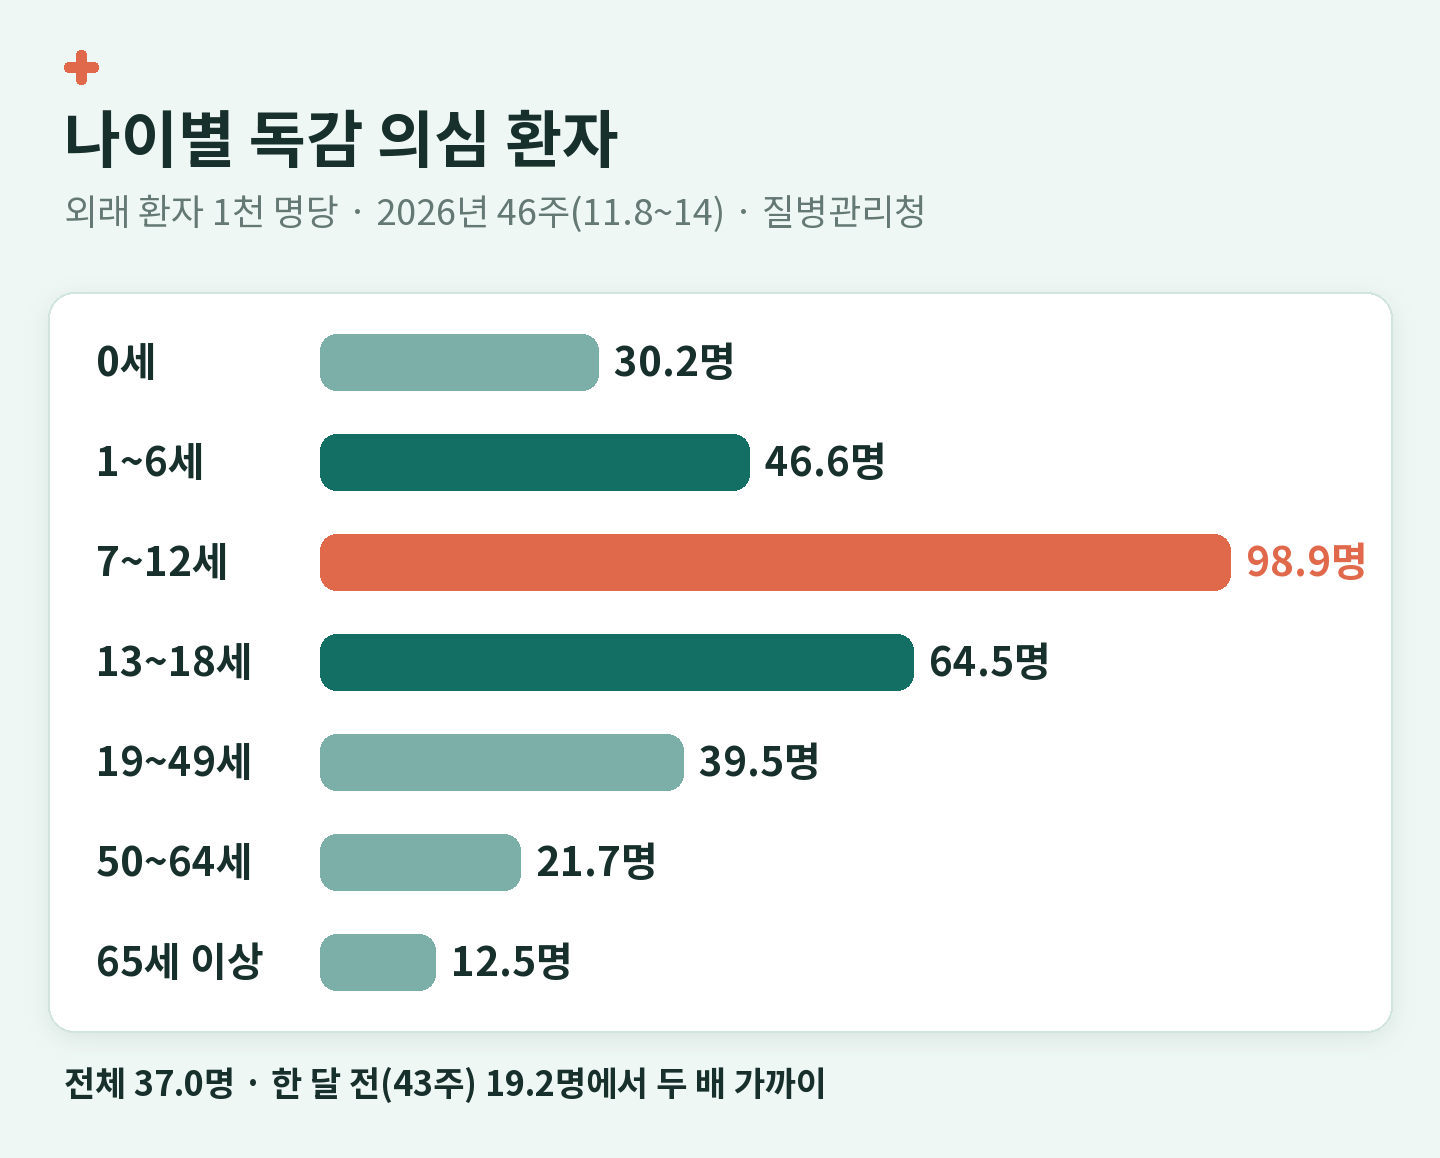 나이별 독감 의심 환자
외래 환자 1천 명당 · 2026년 46주(11.8~14) · 질병관리청
0세 30.2명
1~6세 46.6명
7~12세 98.9명
13~18세 64.5명
19~49세 39.5명
50~64세 21.7명
65세 이상 12.5명
전체 37.0명 · 한 달 전(43주) 19.2명에서 두 배 가까이